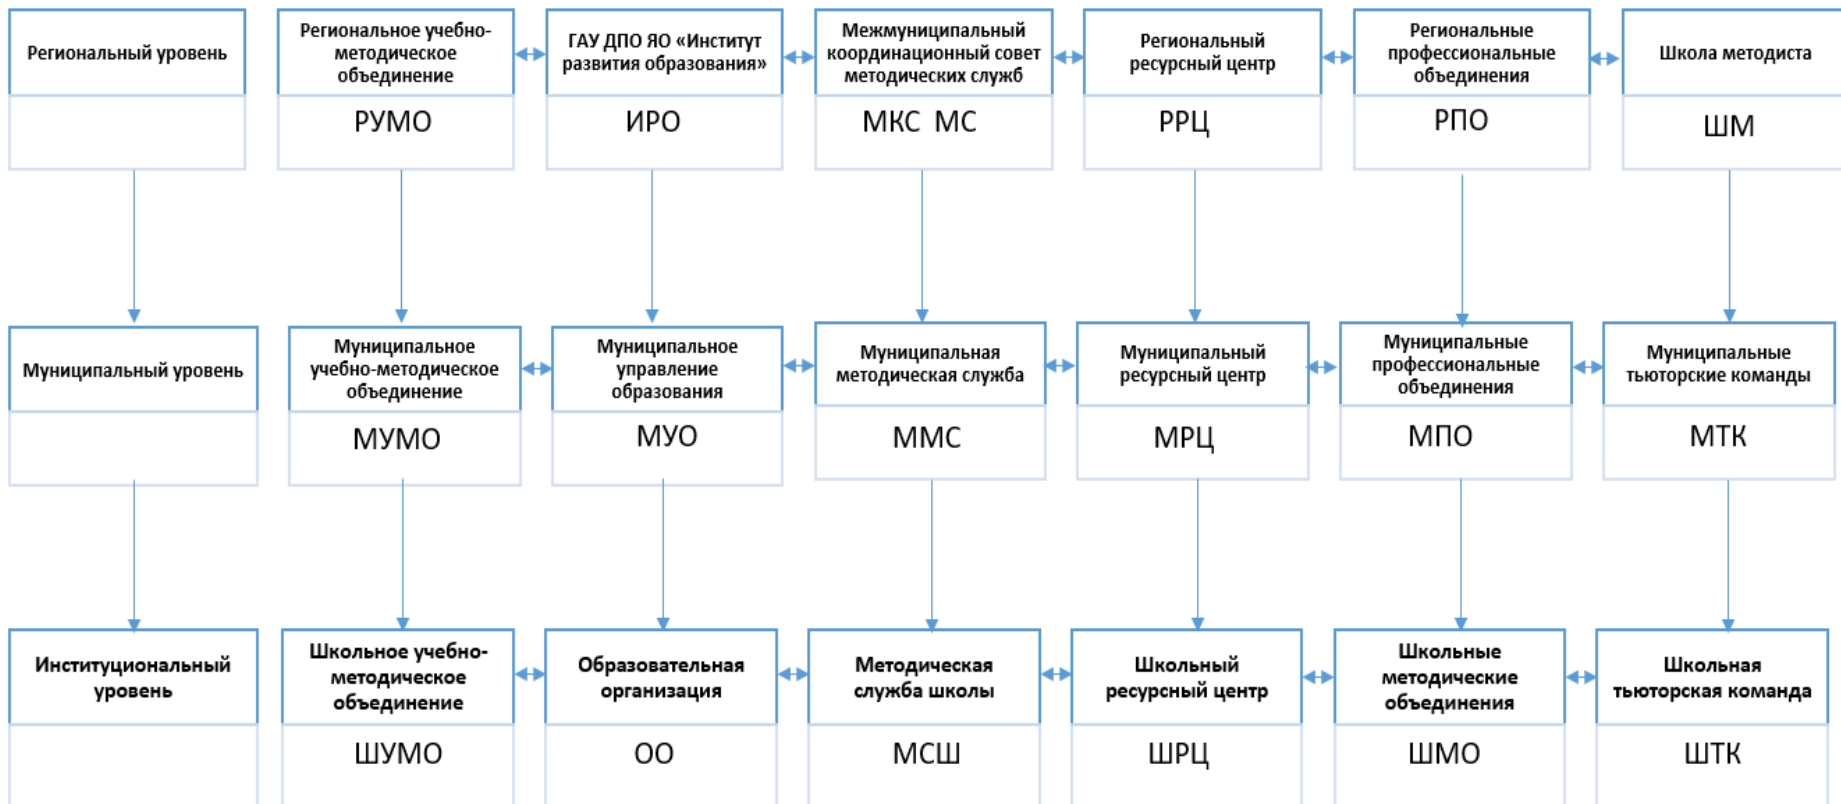 Региональный уровень
Региональное учебно-
методическое
объединение
ГАУ ДПО ЯО «Институт
развития образования»
Межмуниципальный
координационный совет
методических служб
Региональный
ресурсный центр
Региональные
профессиональные
объединения
Школа методиста
РУМО
ИРО
МКС МС
РРЦ
РПО
ШМ
Муниципальный уровень
Муниципальное
учебно-методическое
объединение
Муниципальное
управление
образования
Муниципальная
методическая служба
Муниципальный
ресурсный центр
Муниципальные
профессиональные
объединения
Муниципальные
тьюторские команды
МУМО
МУО
ММС
МРЦ
МПО
МТК
Институциональный
уровень
Школьное учебно-
методическое
объединение
Образовательная
организация
Методическая
служба школы
Школьный
ресурсный центр
Школьные
методические
объединения
Школьная
тьюторская команда
ШУМО
ОО
МСШ
ШРЦ
ШМО
ШТК